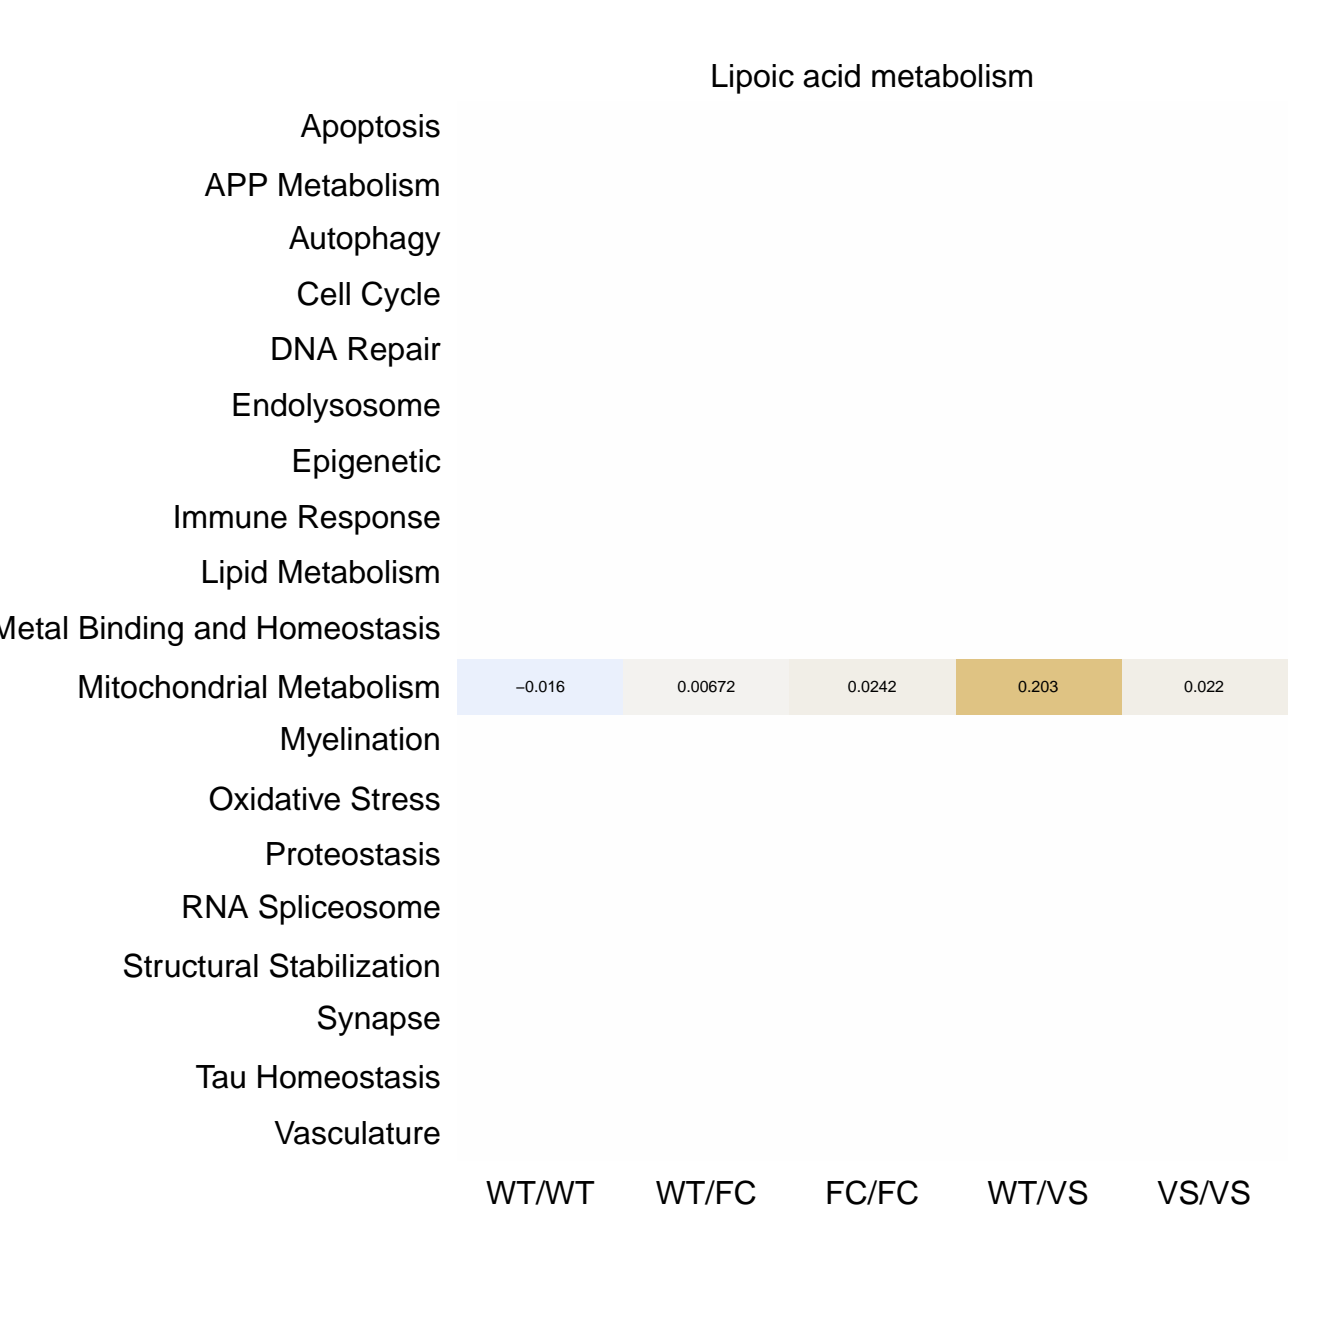 Lipoic acid metabolism
Apoptosis
APP Metabolism
Autophagy
Cell Cycle
DNA Repair
Endolysosome
Epigenetic
Immune Response
Lipid Metabolism
Metal Binding and Homeostasis
Mitochondrial Metabolism −0.016 0.00672 0.0242 0.203 0.022
Myelination
Oxidative Stress
Proteostasis
RNA Spliceosome
Structural Stabilization
Synapse
Tau Homeostasis
Vasculature
WT/WT WT/FC FC/FC WT/VS VS/VS